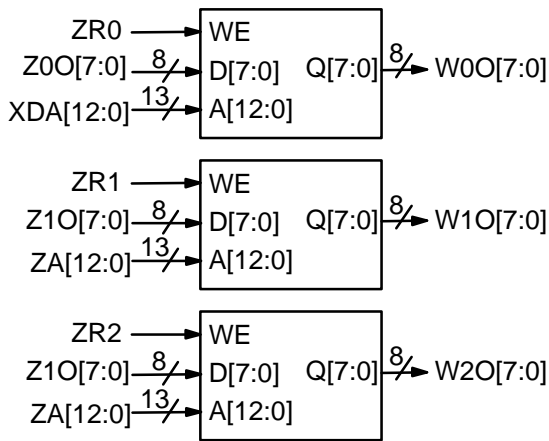 ZR0 WE
Z0O[7:0] 8 D[7:0] Q[7:0] 8 W0O[7:0]
XDA[12:0] 13 A[12:0]
ZR1 WE
Z1O[7:0] 8 D[7:0] Q[7:0] 8 W1O[7:0]
ZA[12:0] 13 A[12:0]
ZR2 WE
Z1O[7:0] 8 D[7:0] Q[7:0] 8 W2O[7:0]
ZA[12:0] 13 A[12:0]